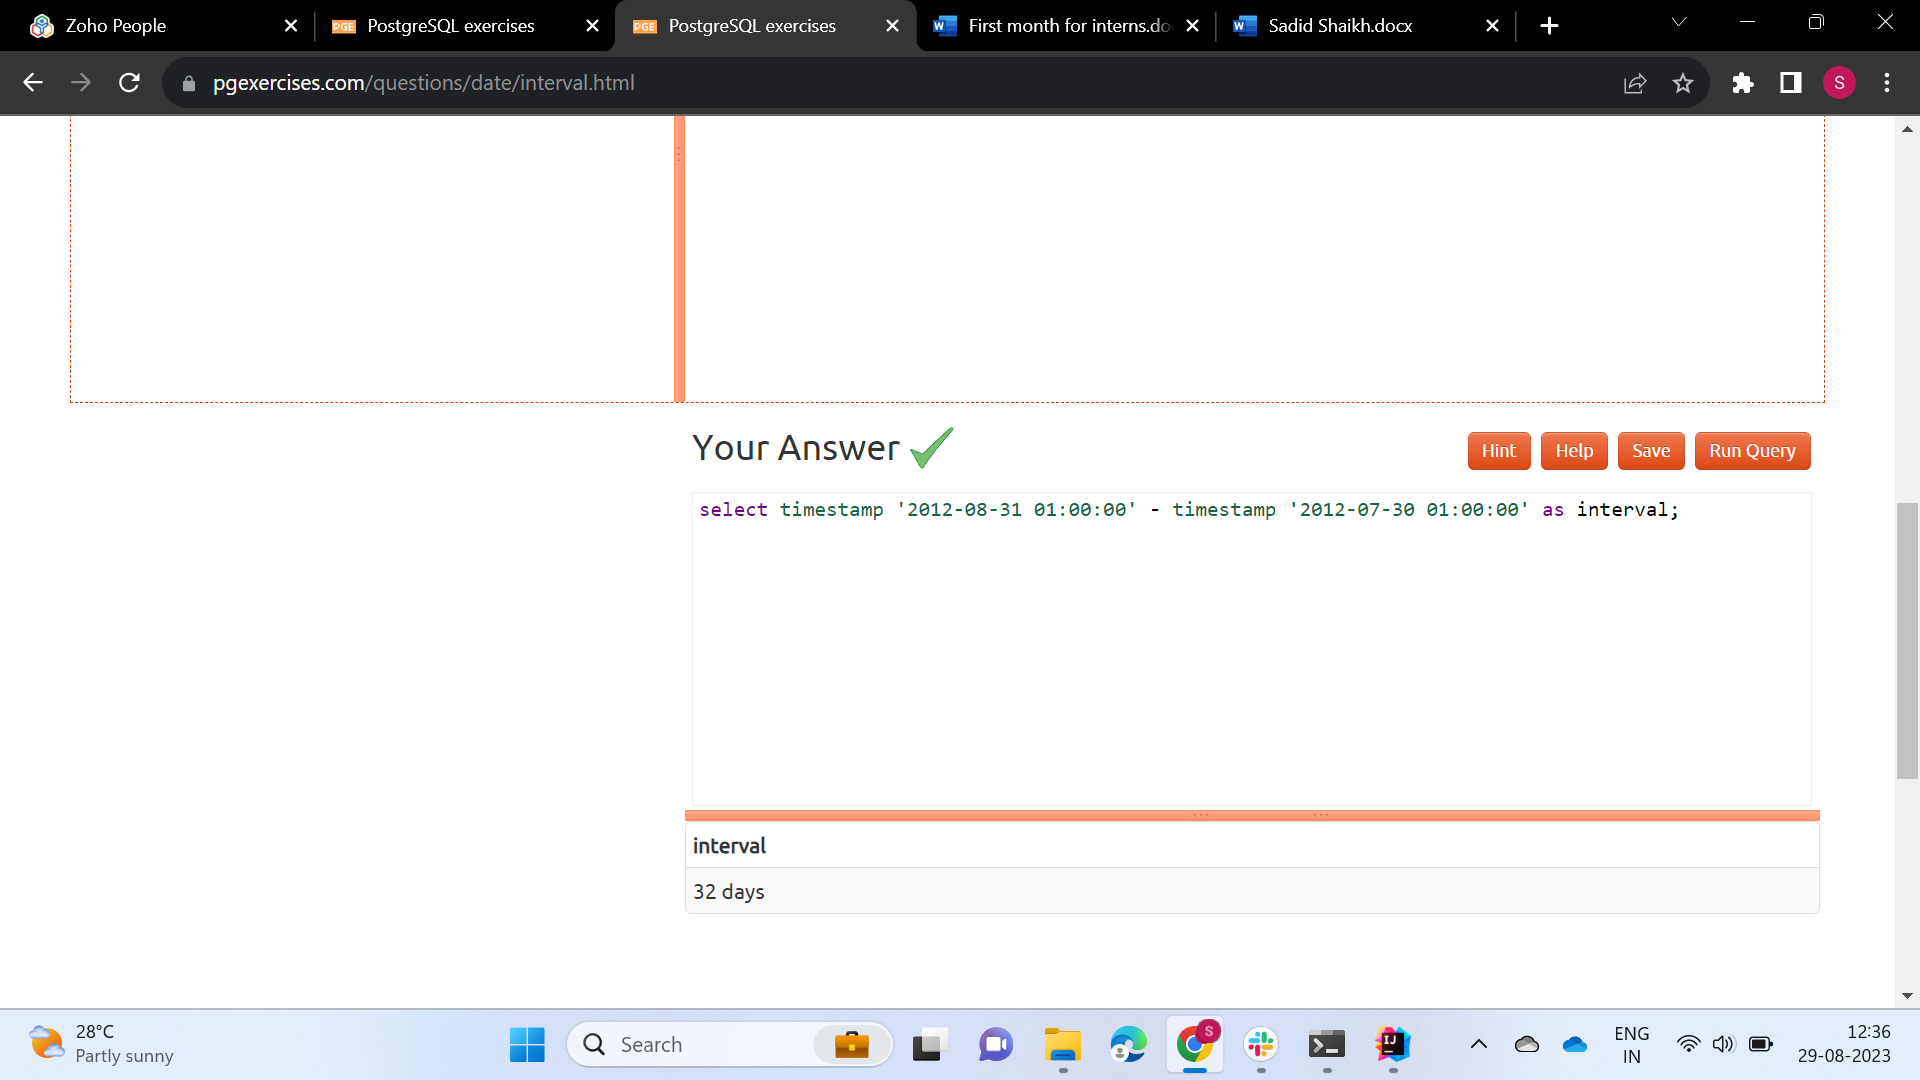 Zoho People
PGE PostgreSQL exercises
PGE PostgreSQL exercises
W First month for interns.do
W Sadid Shaikh.docx
pgexercises.com/questions/date/interval.html
S
Your Answer
Hint
Help
Save
Run Query
select timestamp '2012-08-31 01:00:00' - timestamp '2012-07-30 01:00:00' as interval;
interval
32 days
28°C
Partly sunny
Search
S
IJ
ENG
IN
12:36
29-08-2023